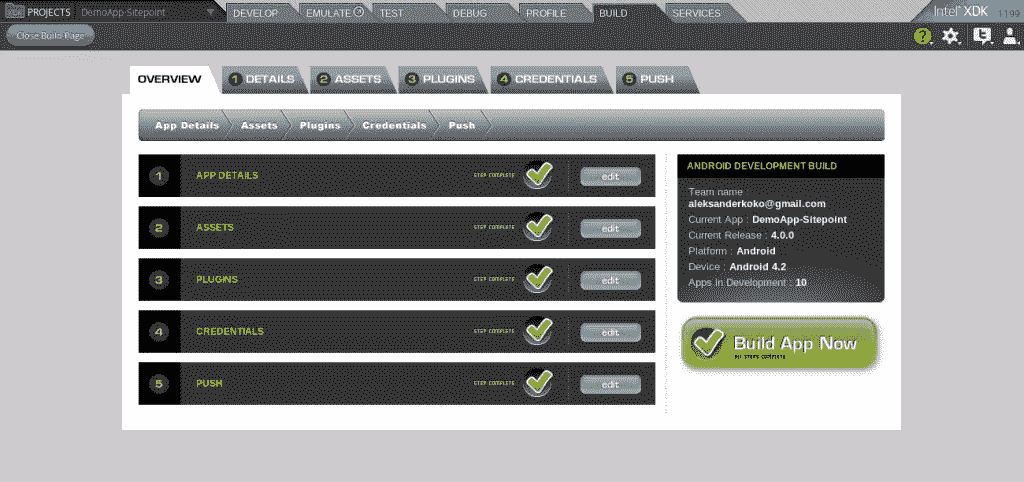 PROJECTS DemoApp-Sitepoint DEVELOP EMULATE TEST DEBUG PROFILE BUILD SERVICES Intel XDK 1199
Close Build Page
OVERVIEW 1 DETAILS 2 ASSETS 3 PLUGINS 4 CREDENTIALS 5 PUSH
App Details Assets Plugins Credentials Push
1 APP DETAILS STEP COMPLETE edit
2 ASSETS STEP COMPLETE edit
3 PLUGINS STEP COMPLETE edit
4 CREDENTIALS STEP COMPLETE edit
5 PUSH STEP COMPLETE edit
ANDROID DEVELOPMENT BUILD
Team name
aleksanderkoko@gmail.com
Current App : DemoApp-Sitepoint
Current Release : 4.0.0
Platform : Android
Device : Android 4.2
Apps in Development : 10
Build App Now
ALL STEPS COMPLETE